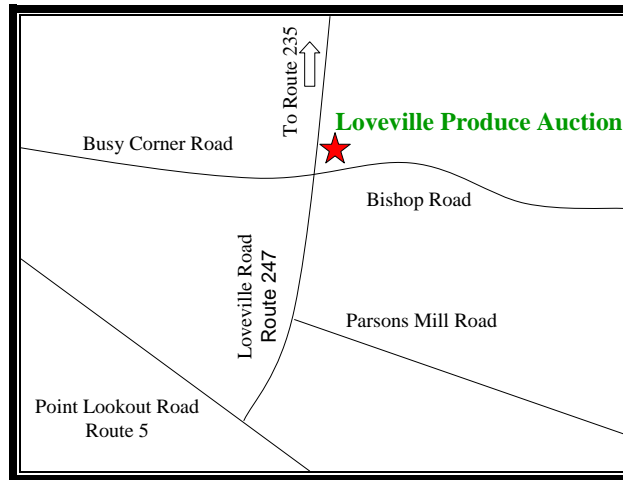 To Route 235
Loveville Produce Auction
Busy Corner Road
Bishop Road
Loveville Road
Route 247
Parsons Mill Road
Point Lookout Road
Route 5